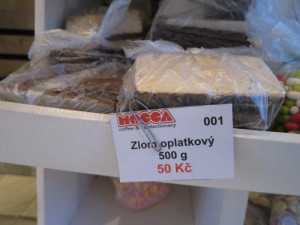 MOCCA 001
coffee & confectionery
Zlom oplatkový
500 g
50 Kč